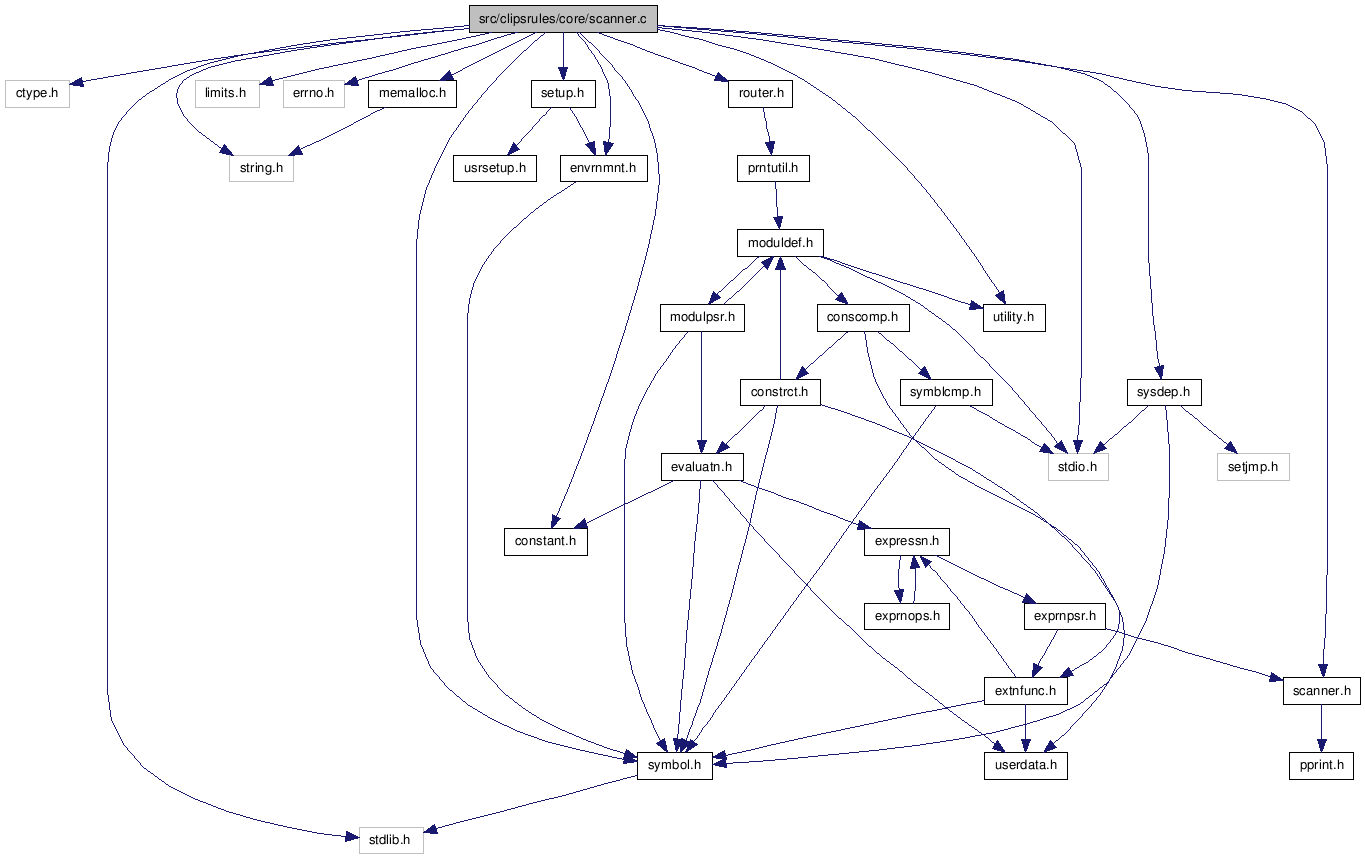 src/clipsrules/core/scanner.c
ctype.h
limits.h
errno.h
memalloc.h
setup.h
router.h
string.h
usrsetup.h
envrnmnt.h
prntutil.h
moduldef.h
modulpsr.h
conscomp.h
utility.h
constrct.h
symblcmp.h
sysdep.h
evaluatn.h
stdio.h
setjmp.h
constant.h
expressn.h
exprnops.h
exprnpsr.h
extnfunc.h
scanner.h
symbol.h
userdata.h
pprint.h
stdlib.h